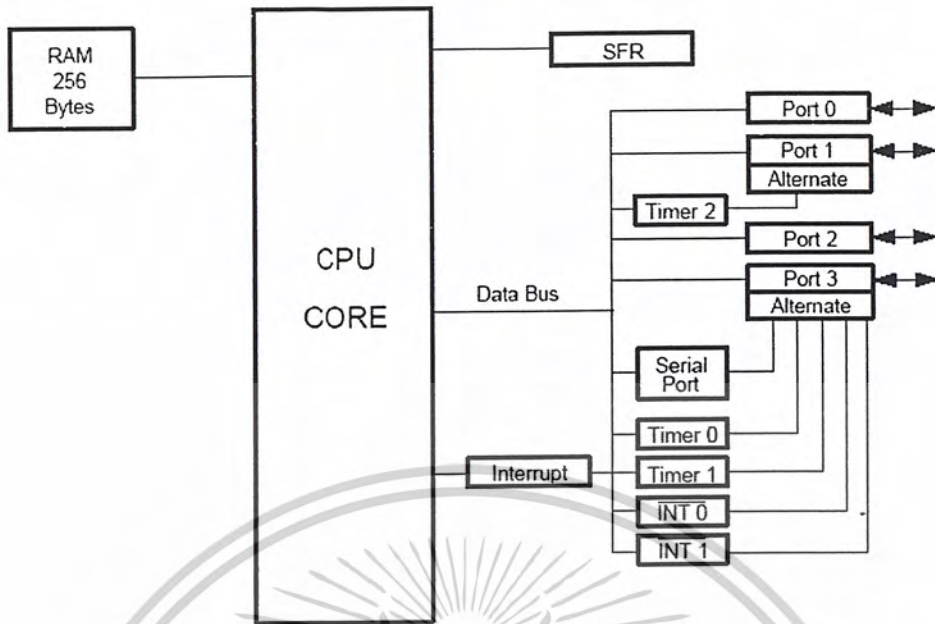 RAM
256
Bytes
CPU
CORE
SFR
Port 0
Port 1
Alternate
Timer 2
Port 2
Port 3
Alternate
Data Bus
Serial
Port
Timer 0
Interrupt
Timer 1
INT 0
INT 1